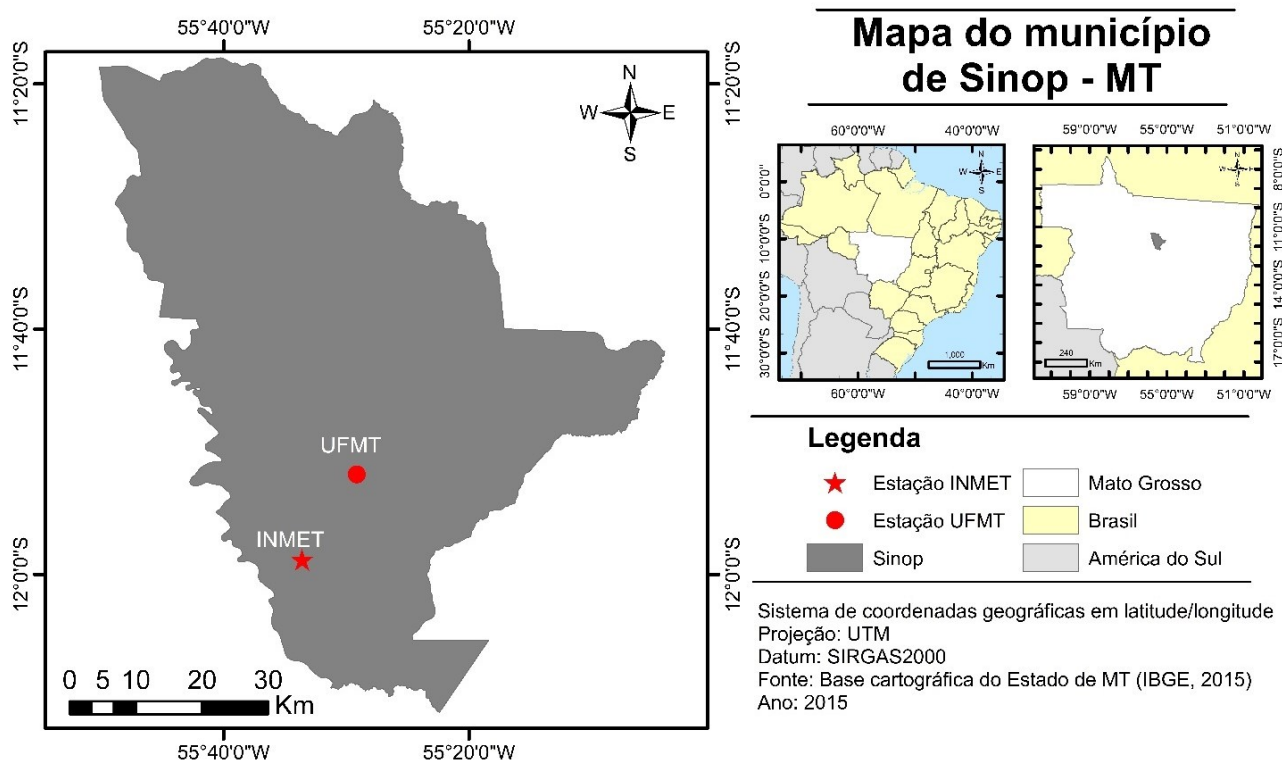 Mapa do município
de Sinop - MT
55°40'0"W
55°20'0"W
11°20'0"S
11°20'0"S
N
W
E
S
11°40'0"S
11°40'0"S
UFMT
INMET
12°0'0"S
12°0'0"S
0 5 10 20 30
Km
55°40'0"W
55°20'0"W
60°0'0"W
40°0'0"W
N
W
E
S
0°0'0"
10°0'0"S
20°0'0"S
30°0'0"S
1,000
Km
60°0'0"W
40°0'0"W
59°0'0"W
55°0'0"W
51°0'0"W
N
W
E
S
8°0'0"S
11°0'0"S
14°0'0"S
17°0'0"S
240
Km
59°0'0"W
55°0'0"W
51°0'0"W
Legenda
Estação INMET
Mato Grosso
Estação UFMT
Brasil
Sinop
América do Sul
Sistema de coordenadas geográficas em latitude/longitude
Projeção: UTM
Datum: SIRGAS2000
Fonte: Base cartográfica do Estado de MT (IBGE, 2015)
Ano: 2015